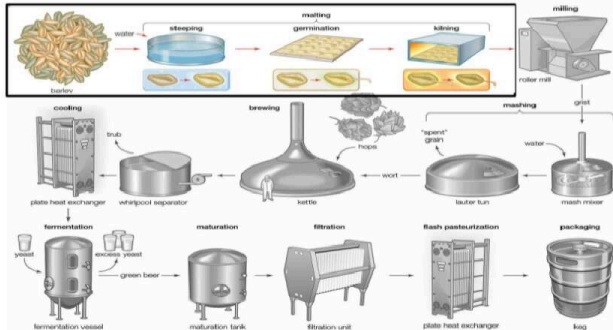 malting
milling
steeping
germination
kilning
water
barley
roller mill
cooling
brewing
mashing
grist
trub
hops
"spent"
grain
water
wort
plate heat exchanger
whirlpool separator
kettle
lauter tun
mash mixer
fermentation
maturation
filtration
flash pasteurization
packaging
yeast
excess yeast
green beer
fermentation vessel
maturation tank
filtration unit
plate heat exchanger
keg